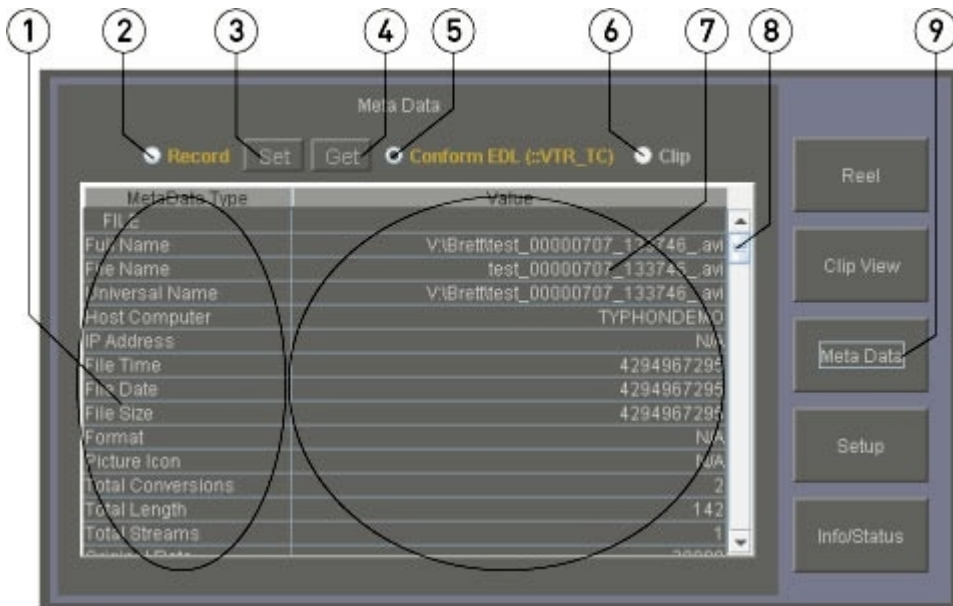 1 2 3 4 5 6 7 8 9
Meta Data
Record Set Get Conform EDL (::VTR_TC) Clip
MetaData Type Value
FILE
Full Name V:\Brett\test_00000707_133746_.avi
File Name test_00000707_133746_.avi
Universal Name V:\Brett\test_00000707_133746_.avi
Host Computer TYPHONDEMO
IP Address N/A
File Time 4294967295
File Date 4294967295
File Size 4294967295
Format N/A
Picture Icon N/A
Total Conversions 2
Total Length 142
Total Streams 1
Reel
Clip View
Meta Data
Setup
Info/Status